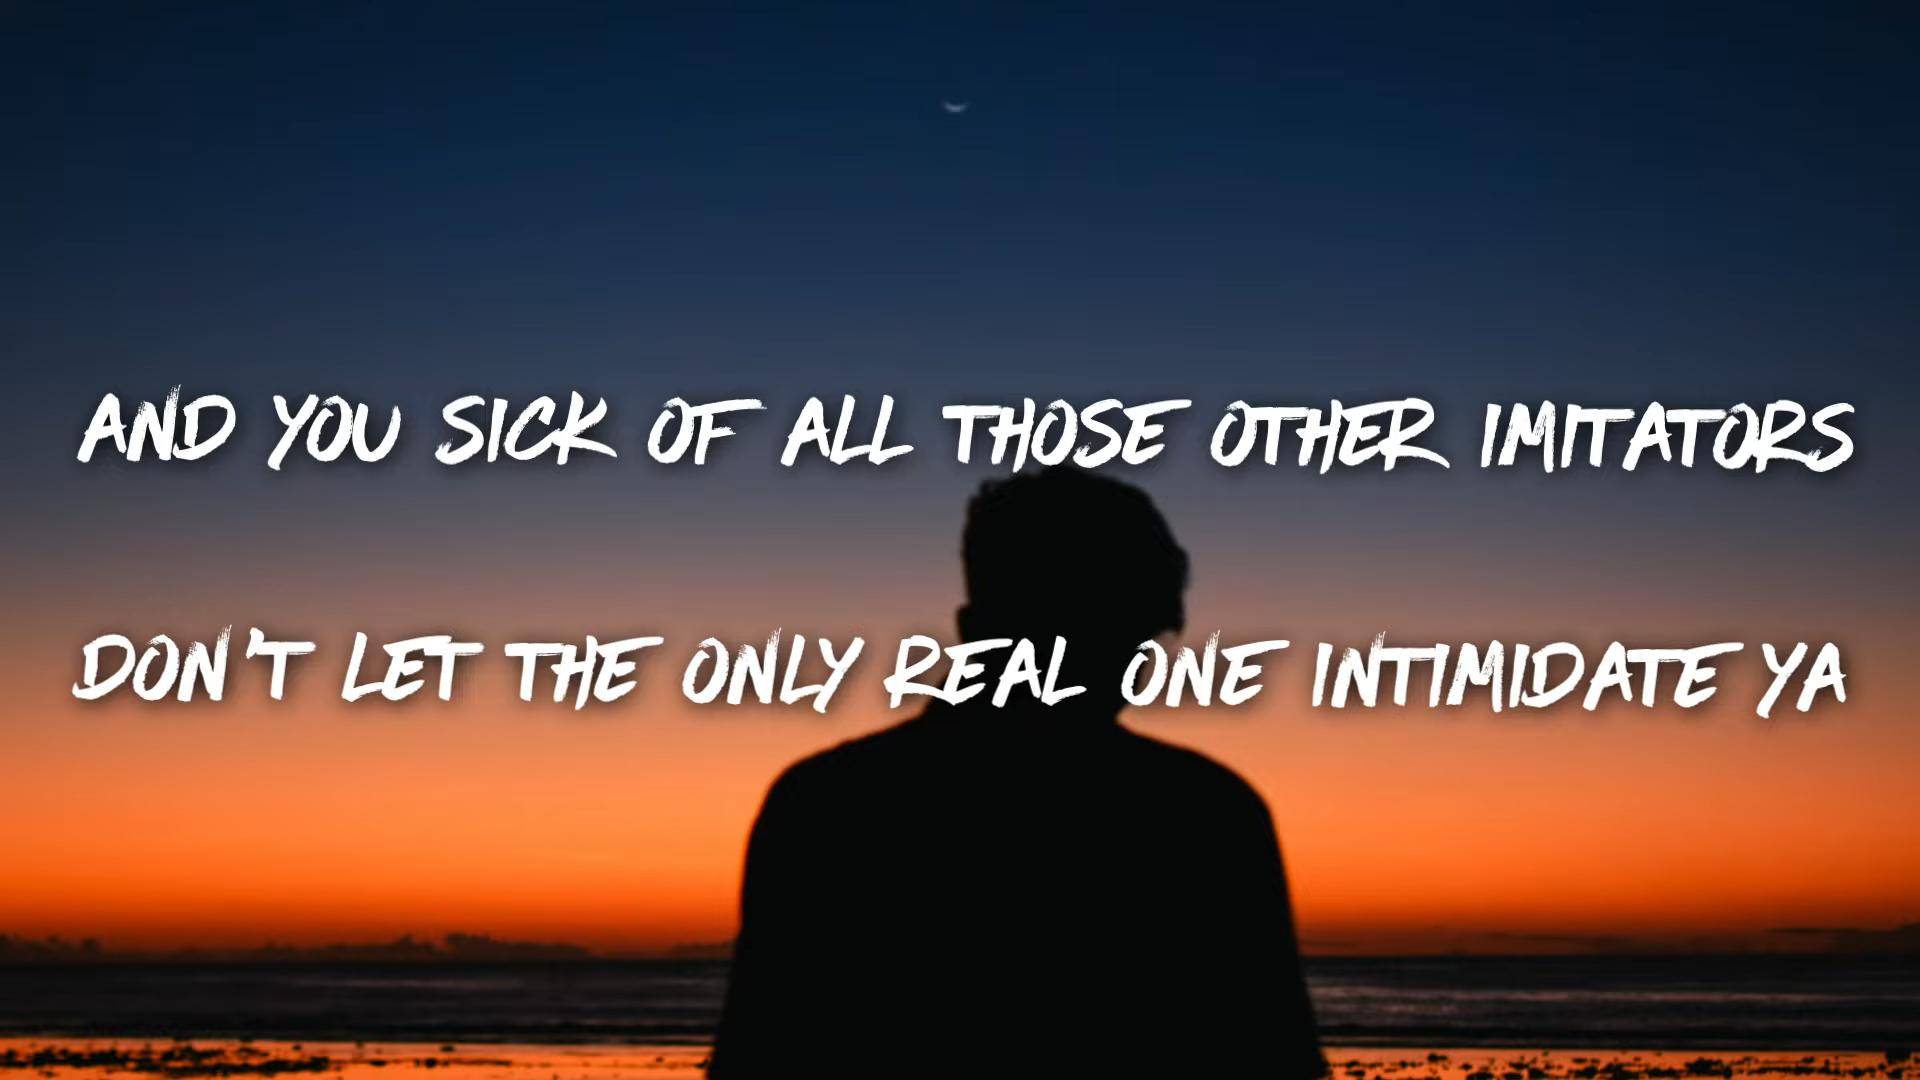 AND YOU SICK OF ALL THOSE OTHER IMITATORS
DON'T LET THE ONLY REAL ONE INTIMIDATE YA